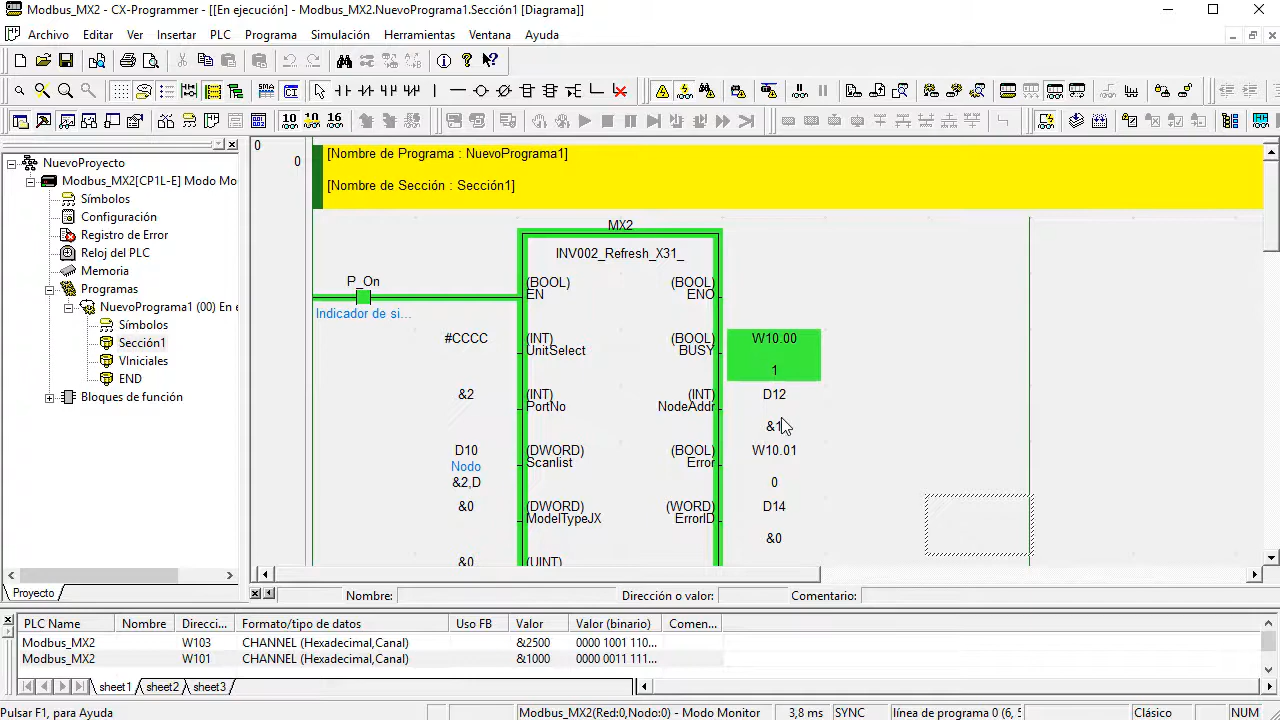 Modbus_MX2 - CX-Programmer - [[En ejecución] - Modbus_MX2.NuevoPrograma1.Sección1 [Diagrama]]
Archivo Editar Ver Insertar PLC Programa Simulación Herramientas Ventana Ayuda
SMA
10 10 16
NuevoProyecto
Modbus_MX2[CP1L-E] Modo Mo
Símbolos
Configuración
Registro de Error
Reloj del PLC
Memoria
Programas
NuevoPrograma1 (00) En e
Símbolos
Sección1
VIniciales
END
Bloques de función
Proyecto
0
0
[Nombre de Programa : NuevoPrograma1]
[Nombre de Sección : Sección1]
MX2
INV002_Refresh_X31_
P_On
Indicador de si...
(BOOL)
EN
(BOOL)
ENO
#CCCC
(INT)
UnitSelect
(BOOL)
BUSY
W10.00
1
&2
(INT)
PortNo
(INT)
NodeAddr
D12
&1
D10
Nodo
&2,D
(DWORD)
Scanlist
(BOOL)
Error
W10.01
0
&0
(DWORD)
ModelTypeJX
(WORD)
ErrorID
D14
&0
&0
(UINT)
Nombre: Dirección o valor: Comentario:
PLC Name Nombre Direcci... Formato/tipo de datos Uso FB Valor Valor (binario) Comen...
Modbus_MX2 W103 CHANNEL (Hexadecimal,Canal) &2500 0000 1001 110...
Modbus_MX2 W101 CHANNEL (Hexadecimal,Canal) &1000 0000 0011 111...
sheet1 sheet2 sheet3
Pulsar F1, para Ayuda Modbus_MX2(Red:0,Nodo:0) - Modo Monitor 3,8 ms SYNC línea de programa 0 (6, 5 Clásico NUM